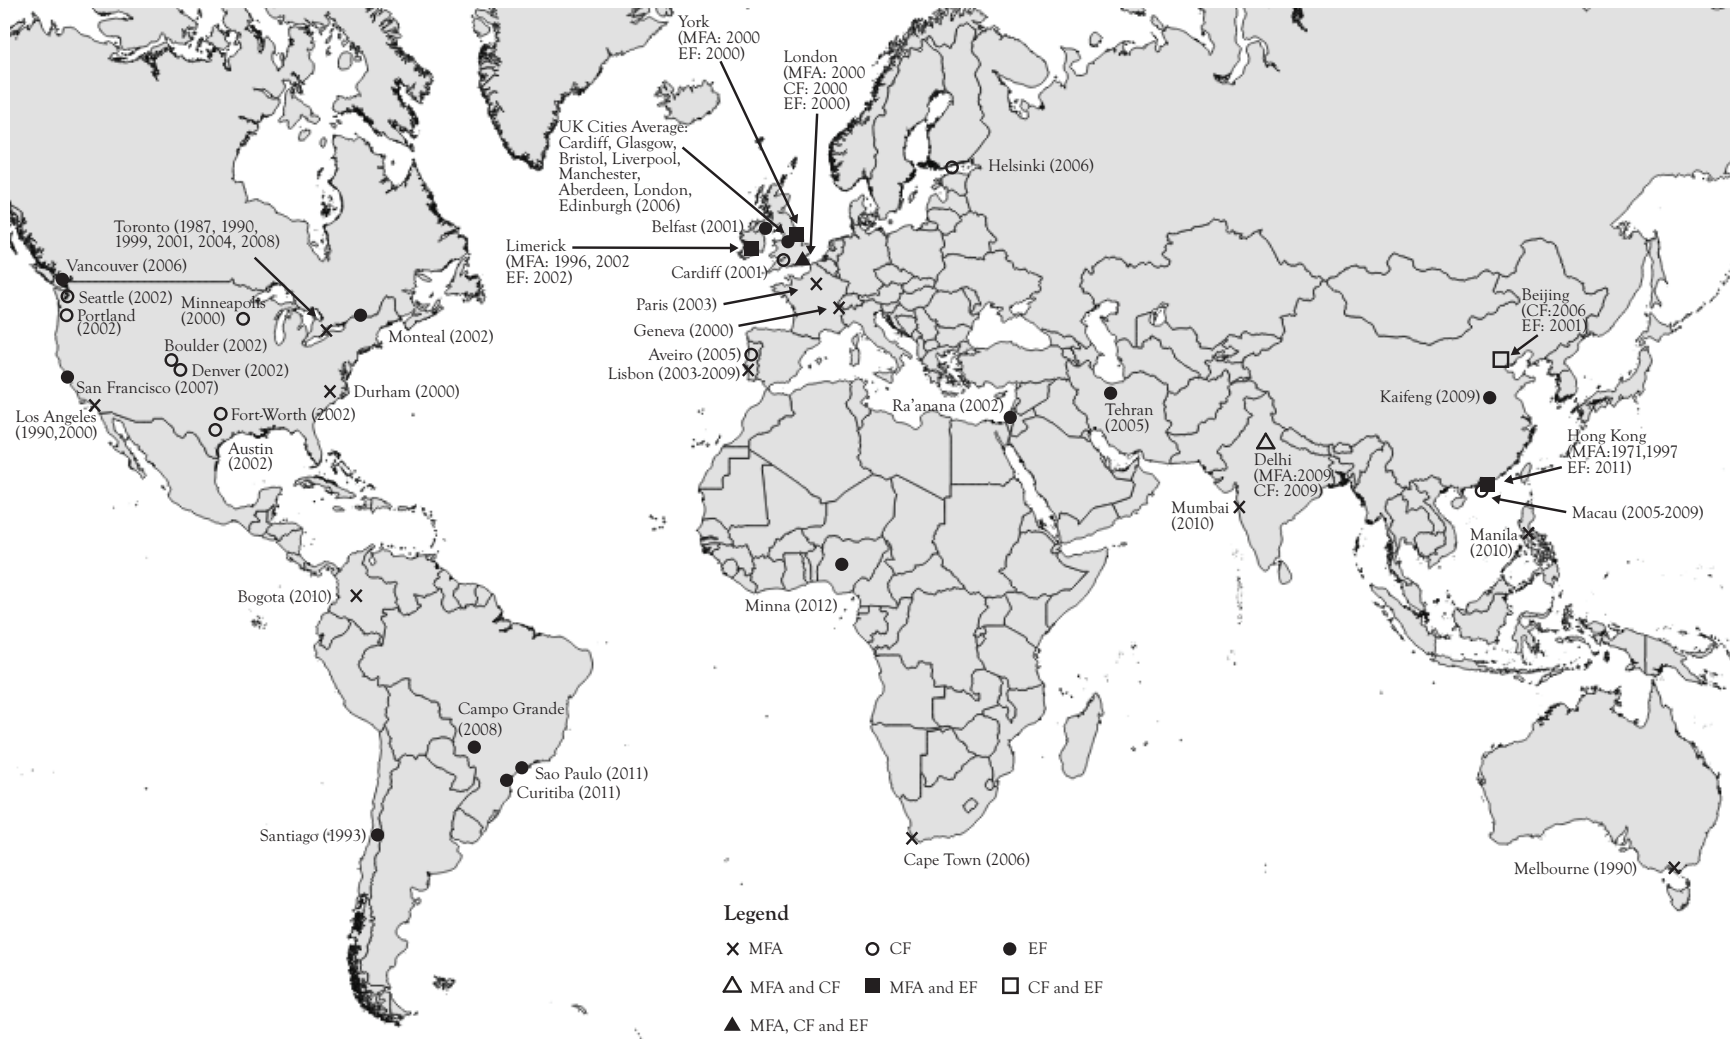 York
(MFA: 2000
EF: 2000)
London
(MFA: 2000
CF: 2000
EF: 2000)
UK Cities Average:
Cardiff, Glasgow,
Bristol, Liverpool,
Manchester,
Aberdeen, London,
Edinburgh (2006)
Helsinki (2006)
Toronto (1987, 1990,
1999, 2001, 2004, 2008)
Belfast (2001)
Limerick
(MFA: 1996, 2002
EF: 2002)
Cardiff (2001)
Vancouver (2006)
Seattle (2002)
Portland
(2002)
Minneapolis
(2000)
Monteal (2002)
Boulder (2002)
Denver (2002)
San Francisco (2007)
Los Angeles
(1990,2000)
Durham (2000)
Fort-Worth (2002)
Austin
(2002)
Paris (2003)
Geneva (2000)
Aveiro (2005)
Lisbon (2003-2009)
Ra'anana (2002)
Tehran
(2005)
Beijing
(CF:2006
EF: 2001)
Kaifeng (2009)
Hong Kong
(MFA:1971,1997
EF: 2011)
Delhi
(MFA:2009
CF: 2009)
Mumbai
(2010)
Macau (2005-2009)
Manila
(2010)
Bogota (2010)
Minna (2012)
Campo Grande
(2008)
Sao Paulo (2011)
Curitiba (2011)
Santiago (1993)
Cape Town (2006)
Melbourne (1990)
Legend
MFA
CF
EF
MFA and CF
MFA and EF
CF and EF
MFA, CF and EF